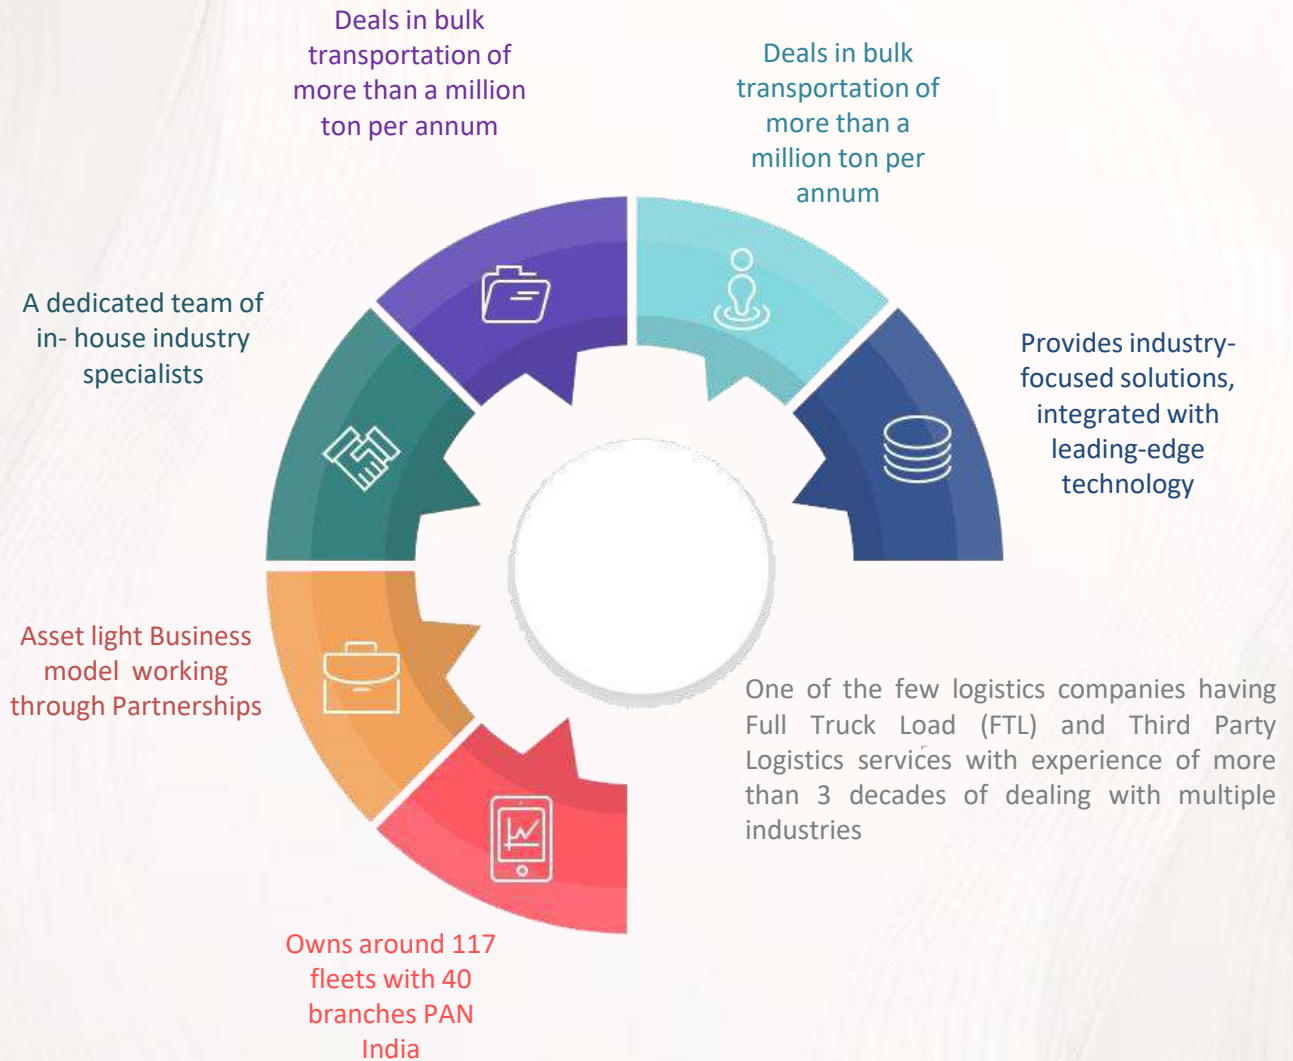 Deals in bulk
transportation of
more than a million
ton per annum
Deals in bulk
transportation of
more than a
million ton per
annum
A dedicated team of
in- house industry
specialists
Provides industry-
focused solutions,
integrated with
leading-edge
technology
Asset light Business
model working
through Partnerships
One of the few logistics companies having
Full Truck Load (FTL) and Third Party
Logistics services with experience of more
than 3 decades of dealing with multiple
industries
Owns around 117
fleets with 40
branches PAN
India